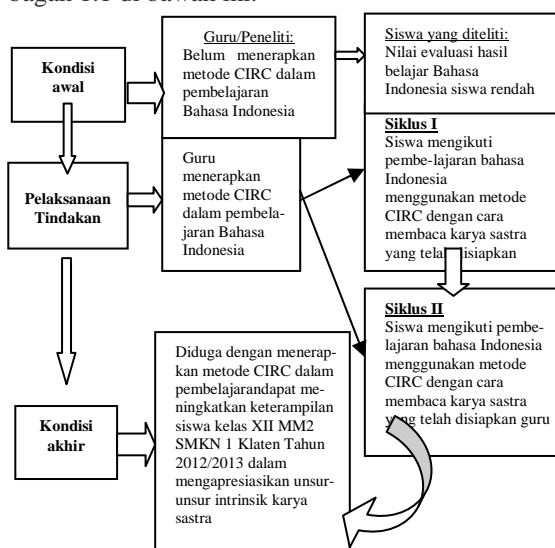 bagan 1.1 di bawah ini.
Kondisi
awal
Guru/Peneliti:
Belum menerapkan
metode CIRC dalam
pembelajaran
Bahasa Indonesia
Siswa yang diteliti:
Nilai evaluasi hasil
belajar Bahasa
Indonesia siswa rendah
Pelaksanaan
Tindakan
Guru
menerapkan
metode CIRC
dalam pembela-
jaran Bahasa
Indonesia
Siklus I
Siswa mengikuti
pembe-lajaran bahasa
Indonesia
menggunakan metode
CIRC dengan cara
membaca karya sastra
yang telah disiapkan
Siklus II
Siswa mengikuti pembe-
lajaran bahasa Indonesia
menggunakan metode
CIRC dengan cara
membaca karya sastra
yang telah disiapkan guru
Kondisi
akhir
Diduga dengan menerap-
kan metode CIRC dalam
pembelajarandapat me-
ningkatkan keterampilan
siswa kelas XII MM2
SMKN 1 Klaten Tahun
2012/2013 dalam
mengapresiasikan unsur-
unsur intrinsik karya
sastra